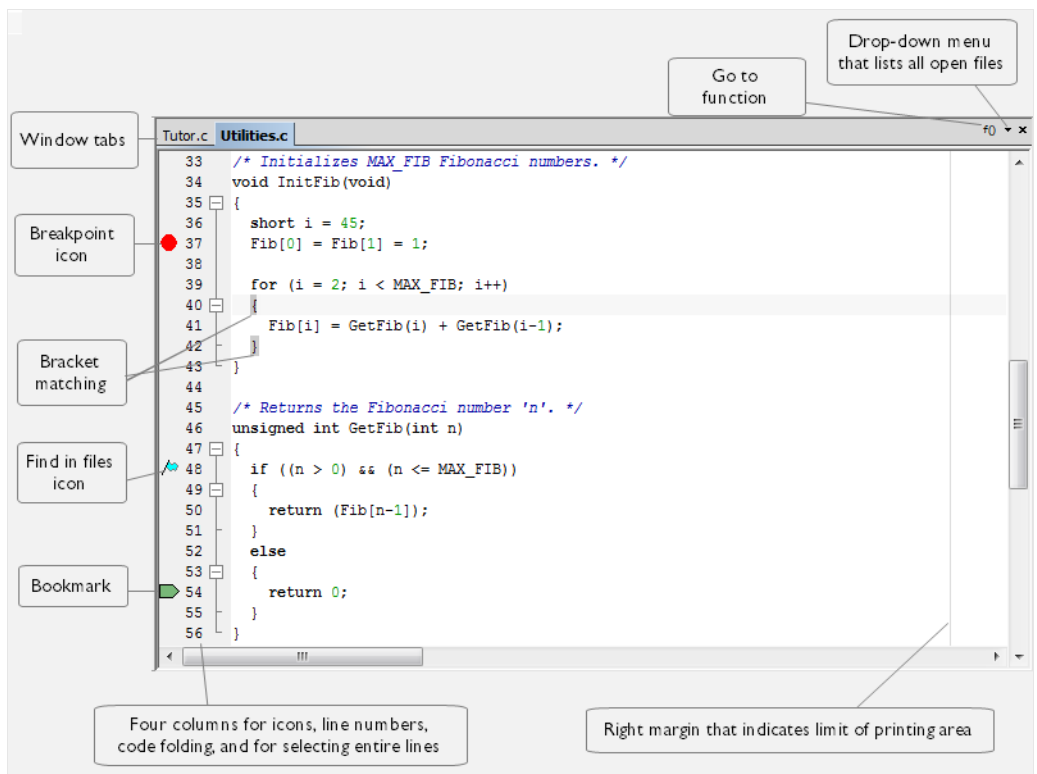 Drop-down menu
that lists all open files
Go to
function
Window tabs
Tutor.c Utilities.c
f()
33 /* Initializes MAX_FIB Fibonacci numbers. */
34 void InitFib(void)
35 {
36 short i = 45;
Breakpoint
icon
37 Fib[0] = Fib[1] = 1;
38
39 for (i = 2; i < MAX_FIB; i++)
40 {
41 Fib[i] = GetFib(i) + GetFib(i-1);
42 }
Bracket
matching
43 }
44
45 /* Returns the Fibonacci number 'n'. */
46 unsigned int GetFib(int n)
47 {
Find in files
icon
48 if ((n > 0) && (n <= MAX_FIB))
49 {
50 return (Fib[n-1]);
51 }
52 else
53 {
Bookmark
54 return 0;
55 }
56 }
Four columns for icons, line numbers,
code folding, and for selecting entire lines
Right margin that indicates limit of printing area